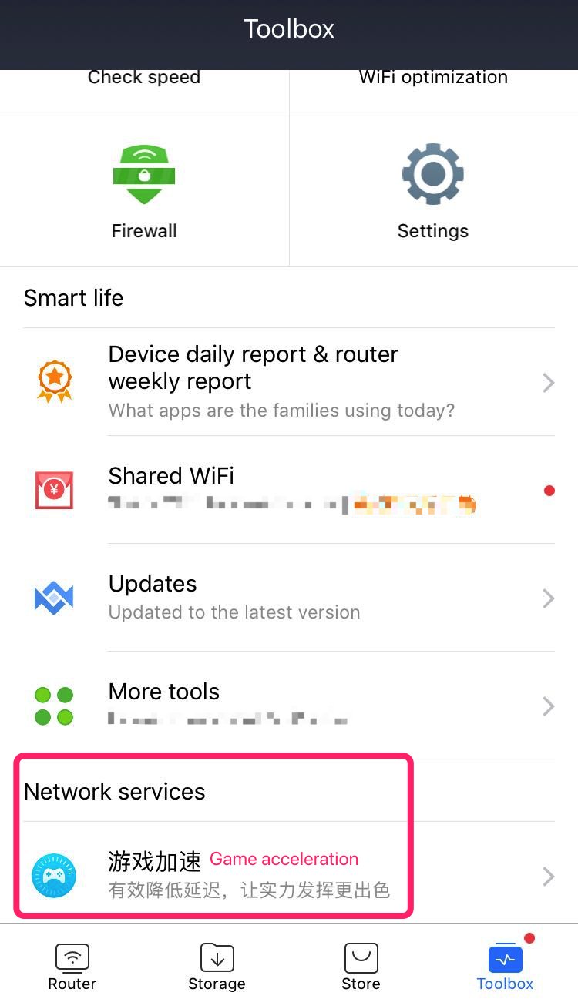 Toolbox
Check speed
WiFi optimization
Firewall
Settings
Smart life
Device daily report & router
weekly report
What apps are the families using today?
Shared WiFi
¥
Updates
Updated to the latest version
More tools
Network services
游戏加速 Game acceleration
有效降低延迟，让实力发挥更出色
Router
Storage
Store
Toolbox